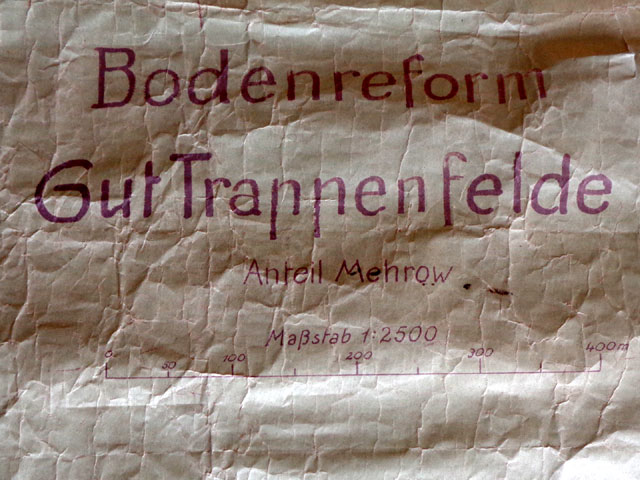 Bodenreform
Gut Trappenfelde
Anteil Mehrow
Maßstab 1:2500
0 50 100 200 300 400m